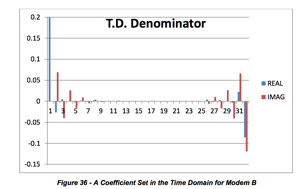 T.D. Denominator
0.2
0.15
0.1
0.05
0
-0.05
-0.1
-0.15
1 3 5 7 9 11 13 15 17 19 21 23 25 27 29 31
REAL
IMAG
Figure 36 - A Coefficient Set in the Time Domain for Modem B